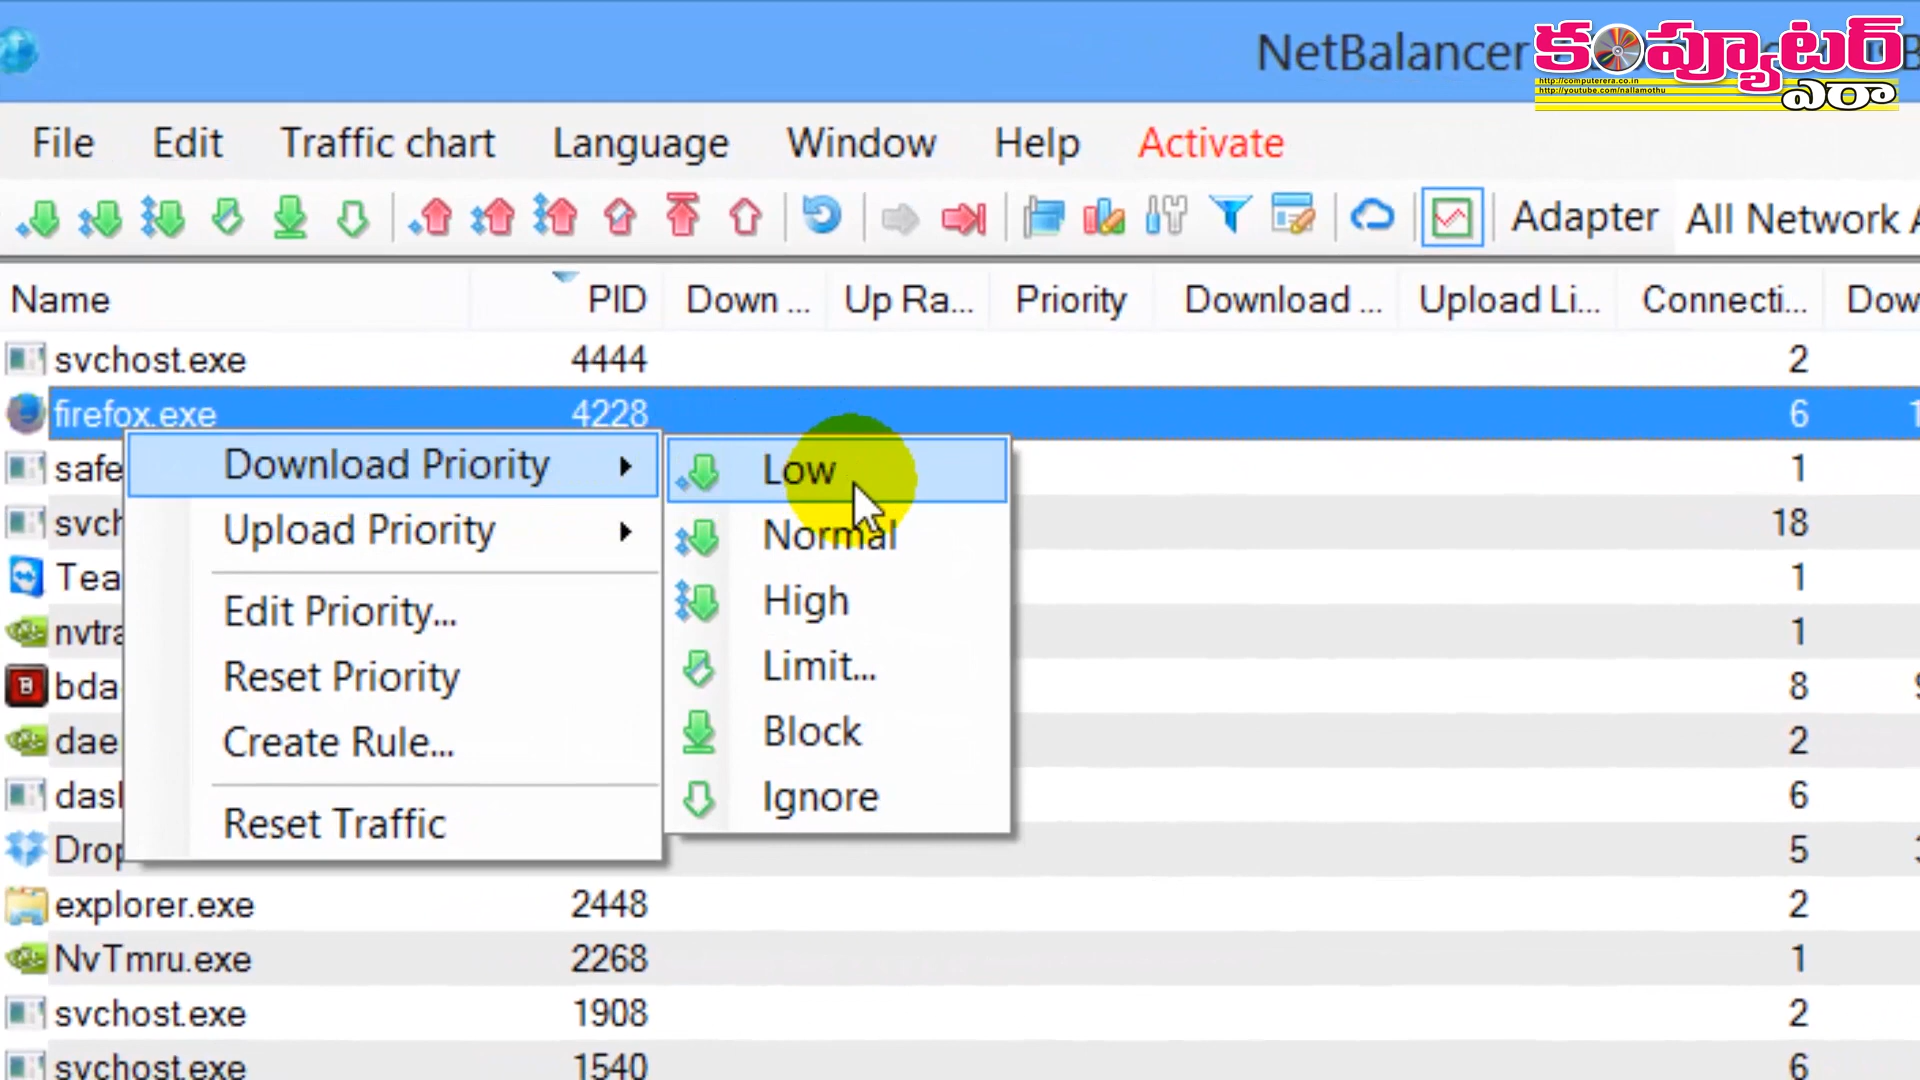 NetBalancer
కంప్యూటర్
http://computerera.co.in
http://youtube.com/nallamothu
ఎరా
File Edit Traffic chart Language Window Help Activate
Adapter All Network
Name PID Down ... Up Ra... Priority Download ... Upload Li... Connecti... Dow
svchost.exe 4444 2
firefox.exe 4228 6 1
Download Priority Low
safe 1
Upload Priority Normal
svch 18
Tea 1
Edit Priority... High
nvtra 1
Reset Priority Limit...
bda 8
Create Rule... Block
dae 2
dasl Ignore 6
Reset Traffic
Drop 5
explorer.exe 2448 2
NvTmru.exe 2268 1
svchost.exe 1908 2
svchost.exe 1540 6